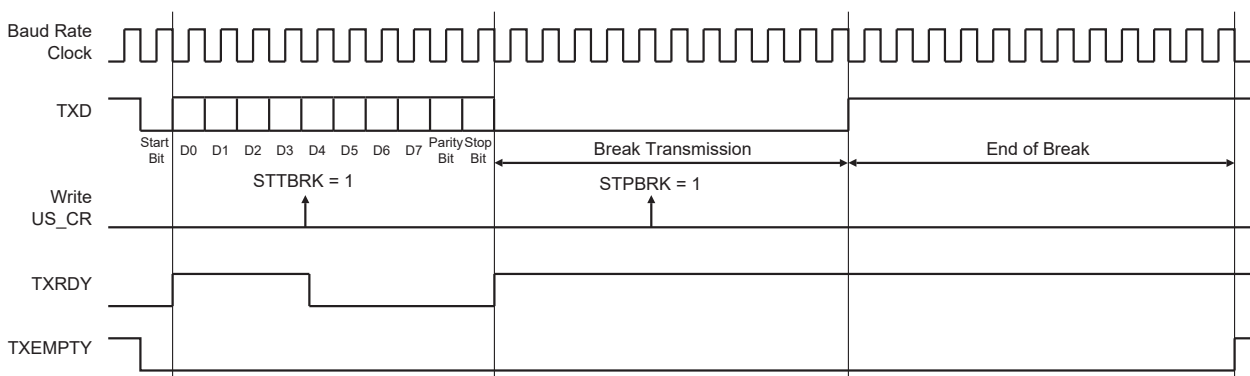 Baud Rate
Clock
TXD
Start
Bit
D0 D1 D2 D3 D4 D5 D6 D7
Parity
Bit
Stop
Bit
Break Transmission
End of Break
STTBRK = 1
STPBRK = 1
Write
US_CR
TXRDY
TXEMPTY